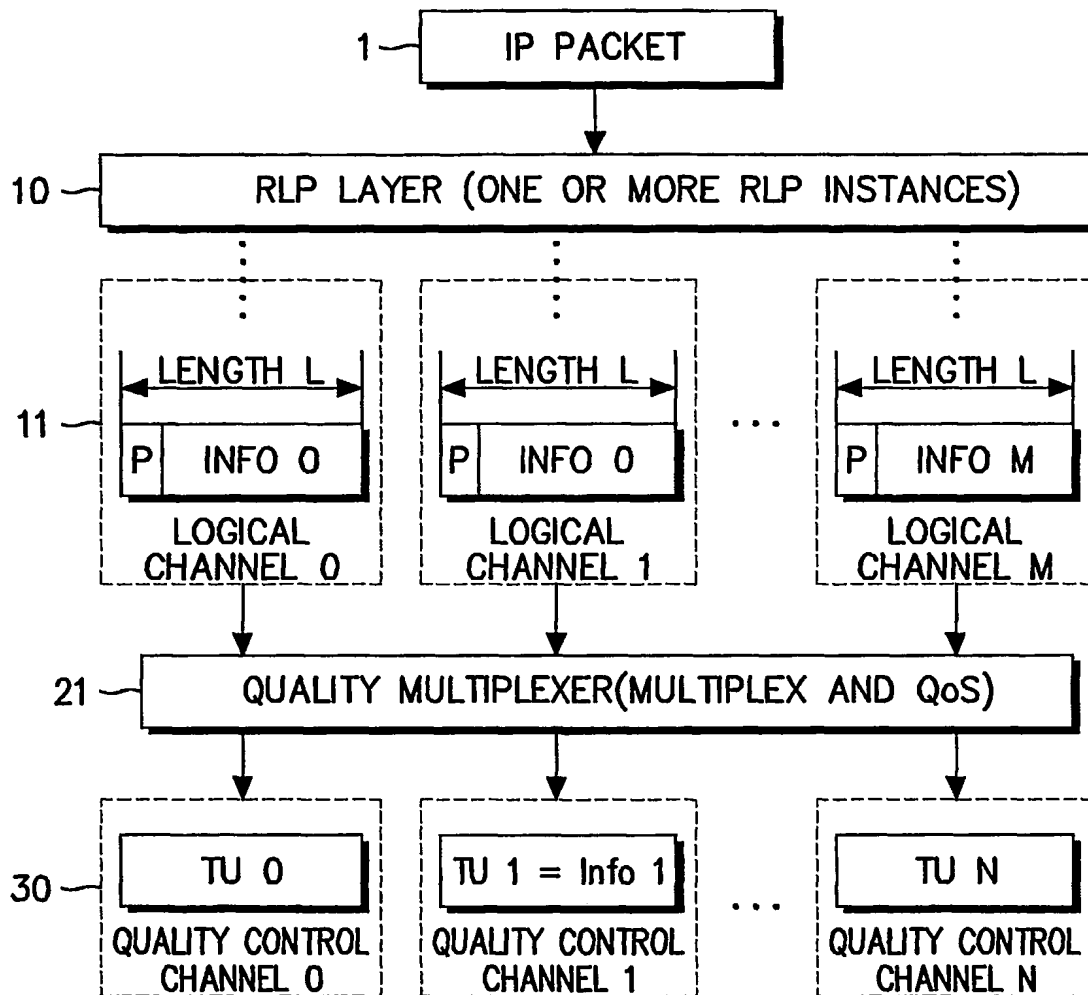 1
IP PACKET
10
RLP LAYER (ONE OR MORE RLP INSTANCES)
LENGTH L
LENGTH L
LENGTH L
11
P INFO 0
P INFO 0
...
P INFO M
LOGICAL
CHANNEL 0
LOGICAL
CHANNEL 1
LOGICAL
CHANNEL M
21
QUALITY MULTIPLEXER(MULTIPLEX AND QoS)
30
TU 0
TU 1 = Info 1
...
TU N
QUALITY CONTROL
CHANNEL 0
QUALITY CONTROL
CHANNEL 1
QUALITY CONTROL
CHANNEL N